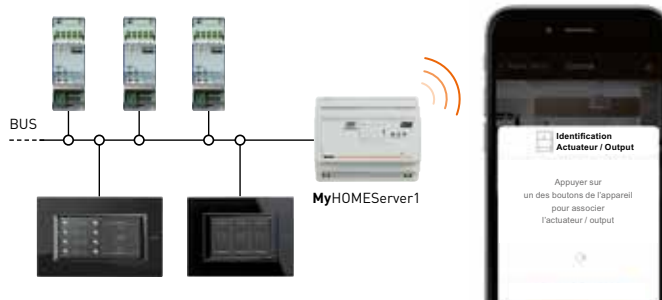 BUS
MyHOMEServer1
Identification
Actuateur / Output
Appuyer sur
un des boutons de l'appareil
pour associer
l'actuateur / output